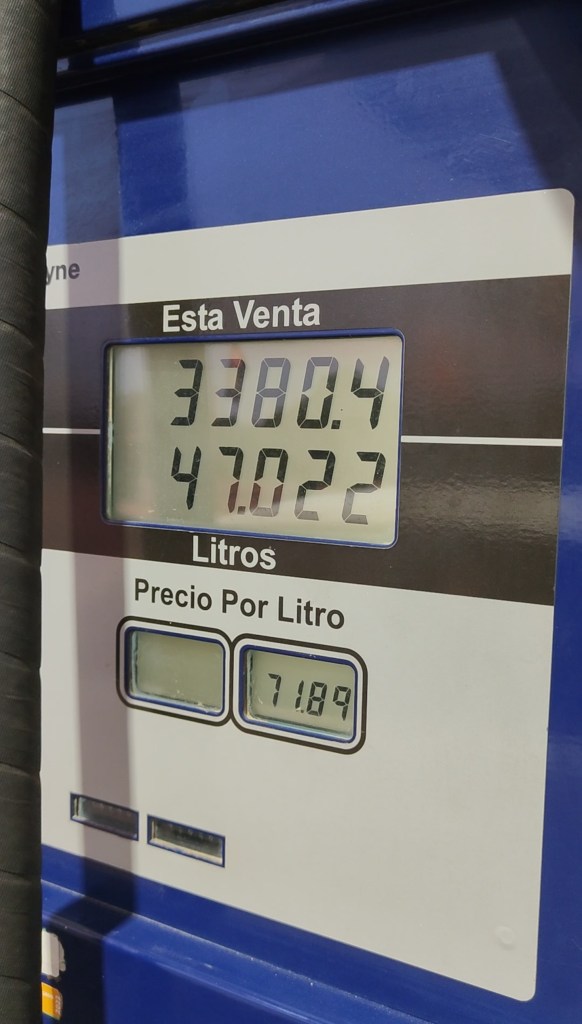 yne
Esta Venta
3380.4
47.022
Litros
Precio Por Litro
71.89